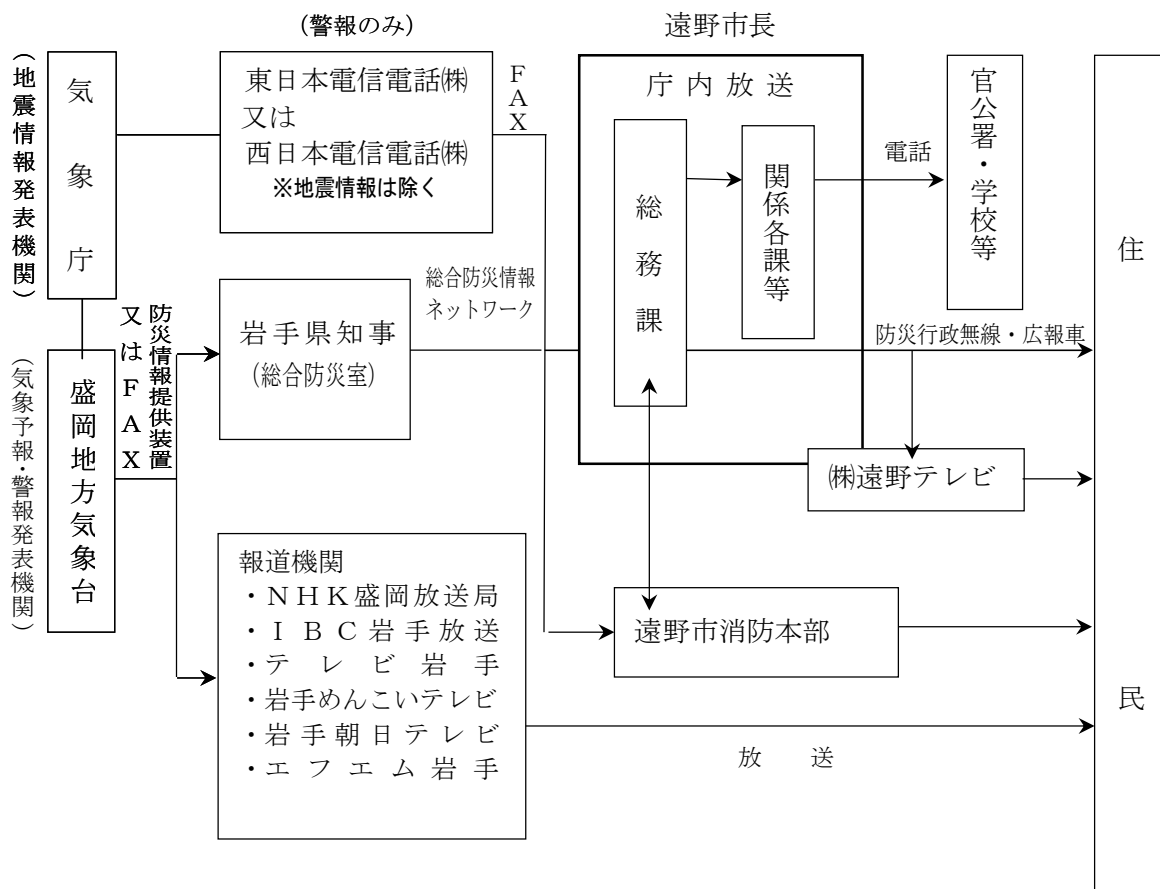 (警報のみ)
遠野市長
(地震情報発表機関)
気象庁
東日本電信電話㈱
又は
西日本電信電話㈱
※地震情報は除く
FAX
庁内放送
総務課
関係各課等
電話
官公署・学校等
住民
(気象予報・警報発表機関)
盛岡地方気象台
防災情報提供装置
又はFAX
岩手県知事
(総合防災室)
総合防災情報
ネットワーク
防災行政無線・広報車
㈱遠野テレビ
報道機関
・NHK盛岡放送局
・IBC岩手放送
・テレビ岩手
・岩手めんこいテレビ
・岩手朝日テレビ
・エフエム岩手
遠野市消防本部
放　送